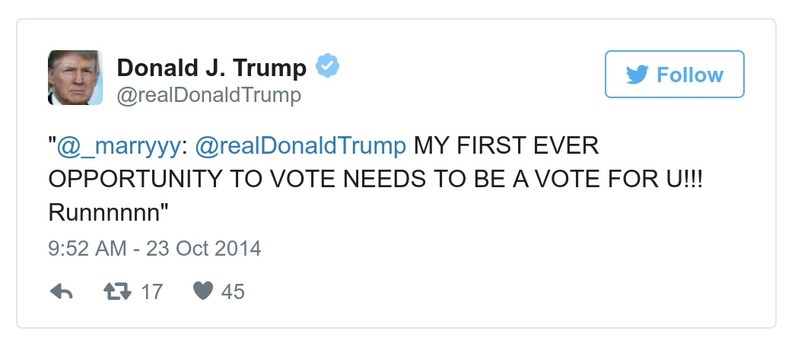 Donald J. Trump
@realDonaldTrump
Follow
"@_marryyy: @realDonaldTrump MY FIRST EVER
OPPORTUNITY TO VOTE NEEDS TO BE A VOTE FOR U!!!
Runnnnnn"
9:52 AM - 23 Oct 2014
17 45